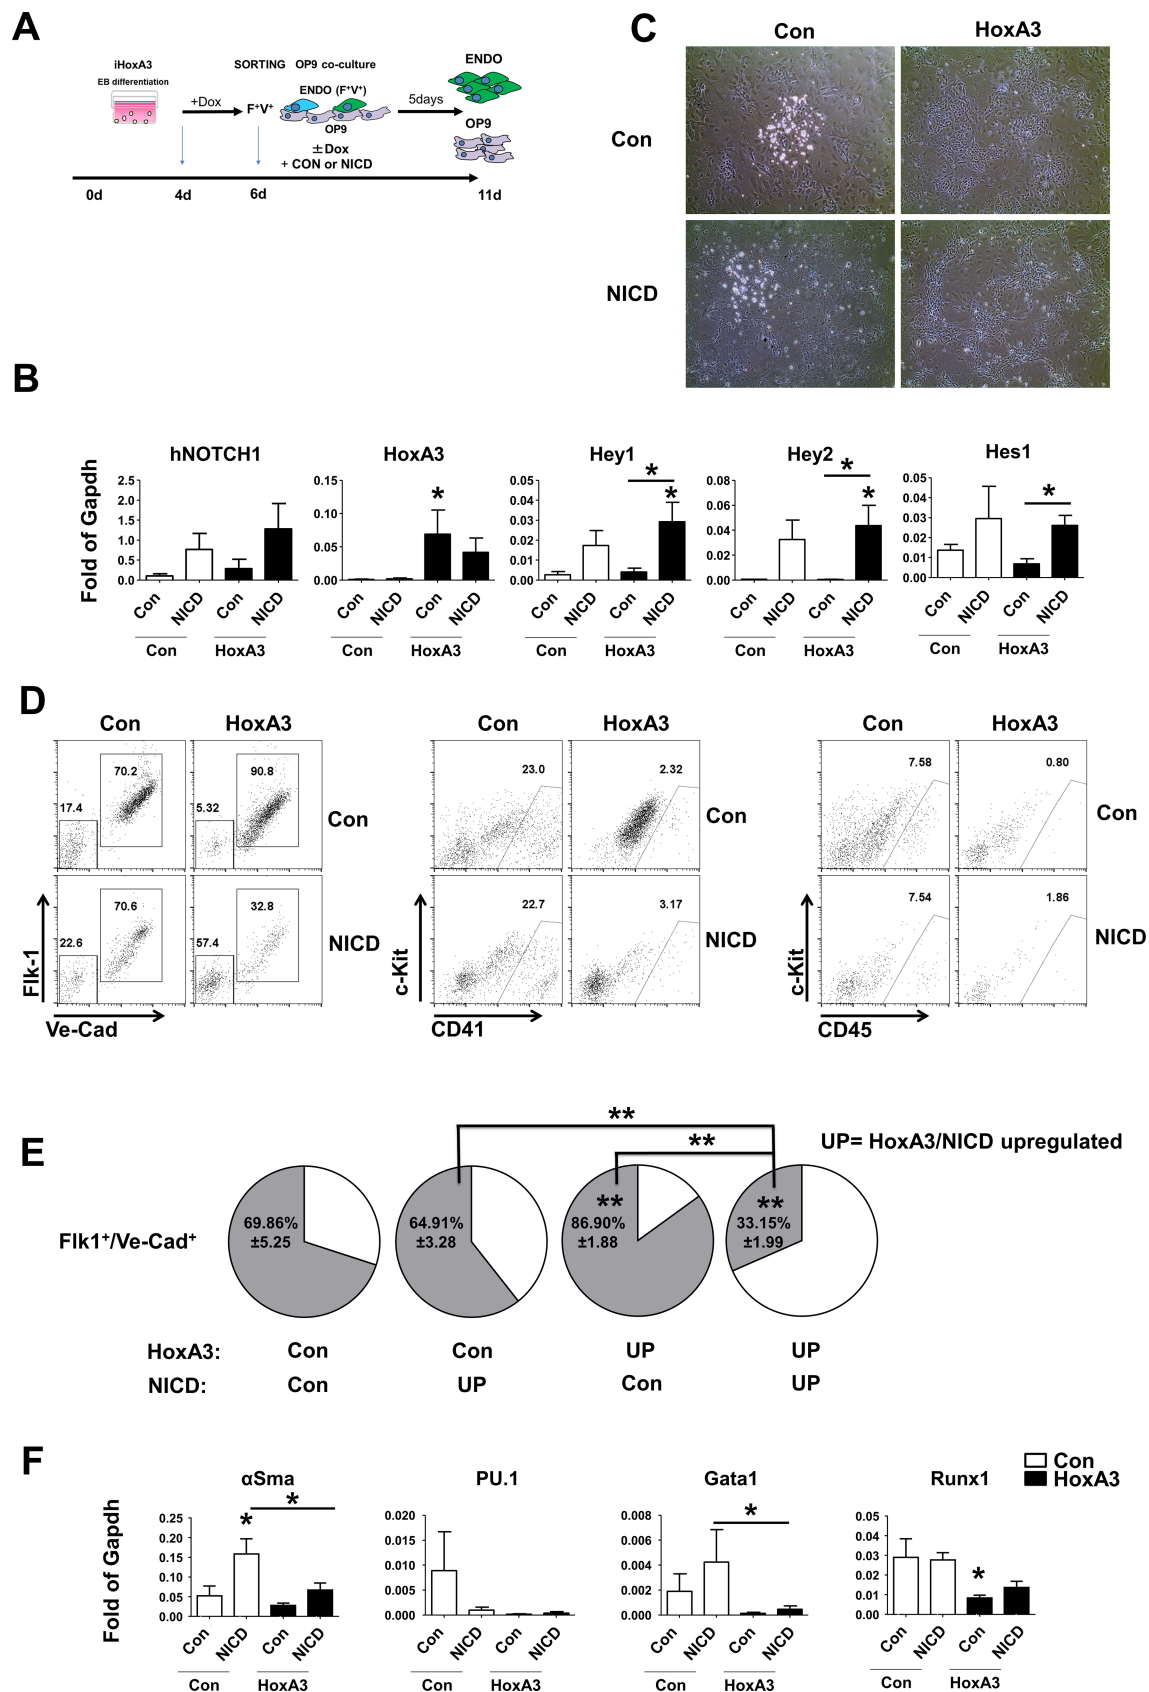 A
iHoxA3
EB differentiation
+Dox
SORTING
F+V+
OP9 co-culture
ENDO (F+V+)
OP9
±Dox
+ CON or NICD
5days
ENDO
OP9
0d
4d
6d
11d
C
Con
HoxA3
Con
NICD
B
Fold of Gapdh
hNOTCH1
2.5
2.0
1.5
1.0
0.5
0.0
Con
NICD
Con
NICD
Con
HoxA3
HoxA3
0.15
0.10
0.05
0.00
*
Con
NICD
Con
NICD
Con
HoxA3
Hey1
0.05
0.04
0.03
0.02
0.01
0.00
*
*
Con
NICD
Con
NICD
Con
HoxA3
Hey2
0.08
0.06
0.04
0.02
0.00
*
*
Con
NICD
Con
NICD
Con
HoxA3
Hes1
0.05
0.04
0.03
0.02
0.01
0.00
*
Con
NICD
Con
NICD
Con
HoxA3
D
Con
HoxA3
70.2
17.4
90.8
5.32
Con
70.6
22.6
32.8
57.4
NICD
Flk-1
Ve-Cad
Con
HoxA3
23.0
2.32
Con
22.7
3.17
NICD
c-Kit
CD41
Con
HoxA3
7.58
0.80
Con
7.54
1.86
NICD
c-Kit
CD45
E
**
**
UP= HoxA3/NICD upregulated
Flk1+/Ve-Cad+
69.86%
±5.25
64.91%
±3.28
**
86.90%
±1.88
**
33.15%
±1.99
HoxA3: Con Con UP UP
NICD: Con UP Con UP
F
Con
HoxA3
Fold of Gapdh
αSma
0.25
0.20
0.15
0.10
0.05
0.00
*
*
Con
NICD
Con
NICD
Con
HoxA3
PU.1
0.020
0.015
0.010
0.005
0.000
Con
NICD
Con
NICD
Con
HoxA3
Gata1
0.008
0.006
0.004
0.002
0.000
*
Con
NICD
Con
NICD
Con
HoxA3
Runx1
0.05
0.04
0.03
0.02
0.01
0.00
*
Con
NICD
Con
NICD
Con
HoxA3